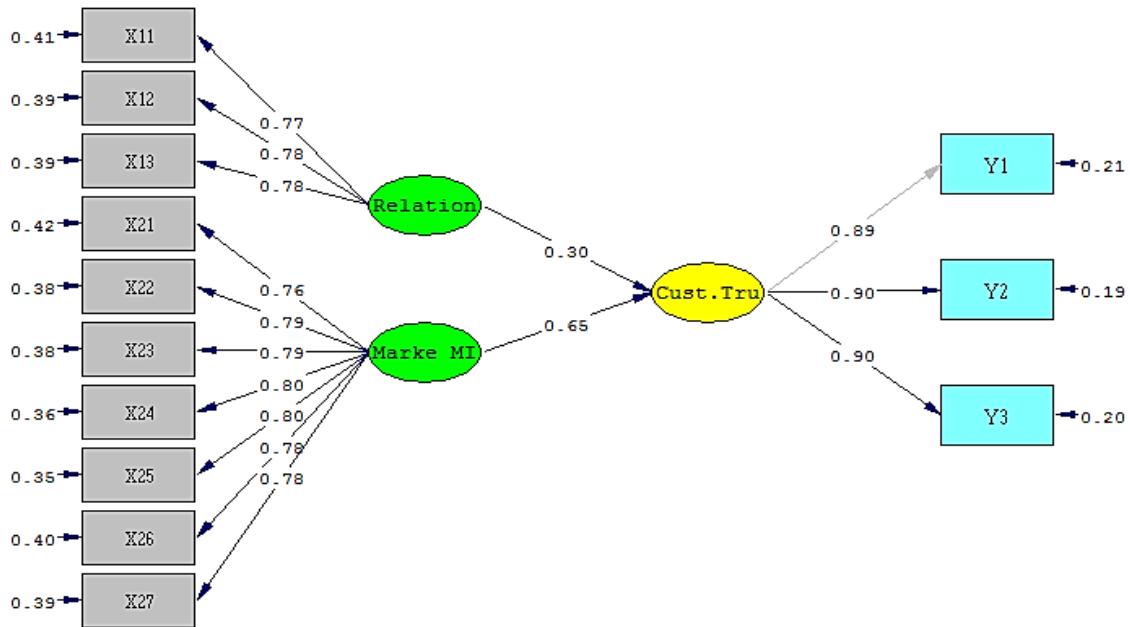 0.41 X11
0.39 X12
0.39 X13
0.42 X21
0.38 X22
0.38 X23
0.36 X24
0.35 X25
0.40 X26
0.39 X27
0.77
0.78
0.78
0.76
0.79
0.79
0.80
0.80
0.78
0.78
Relation
Marke MI
0.30
0.65
Cust.Tru
0.89
0.90
0.90
Y1 0.21
Y2 0.19
Y3 0.20